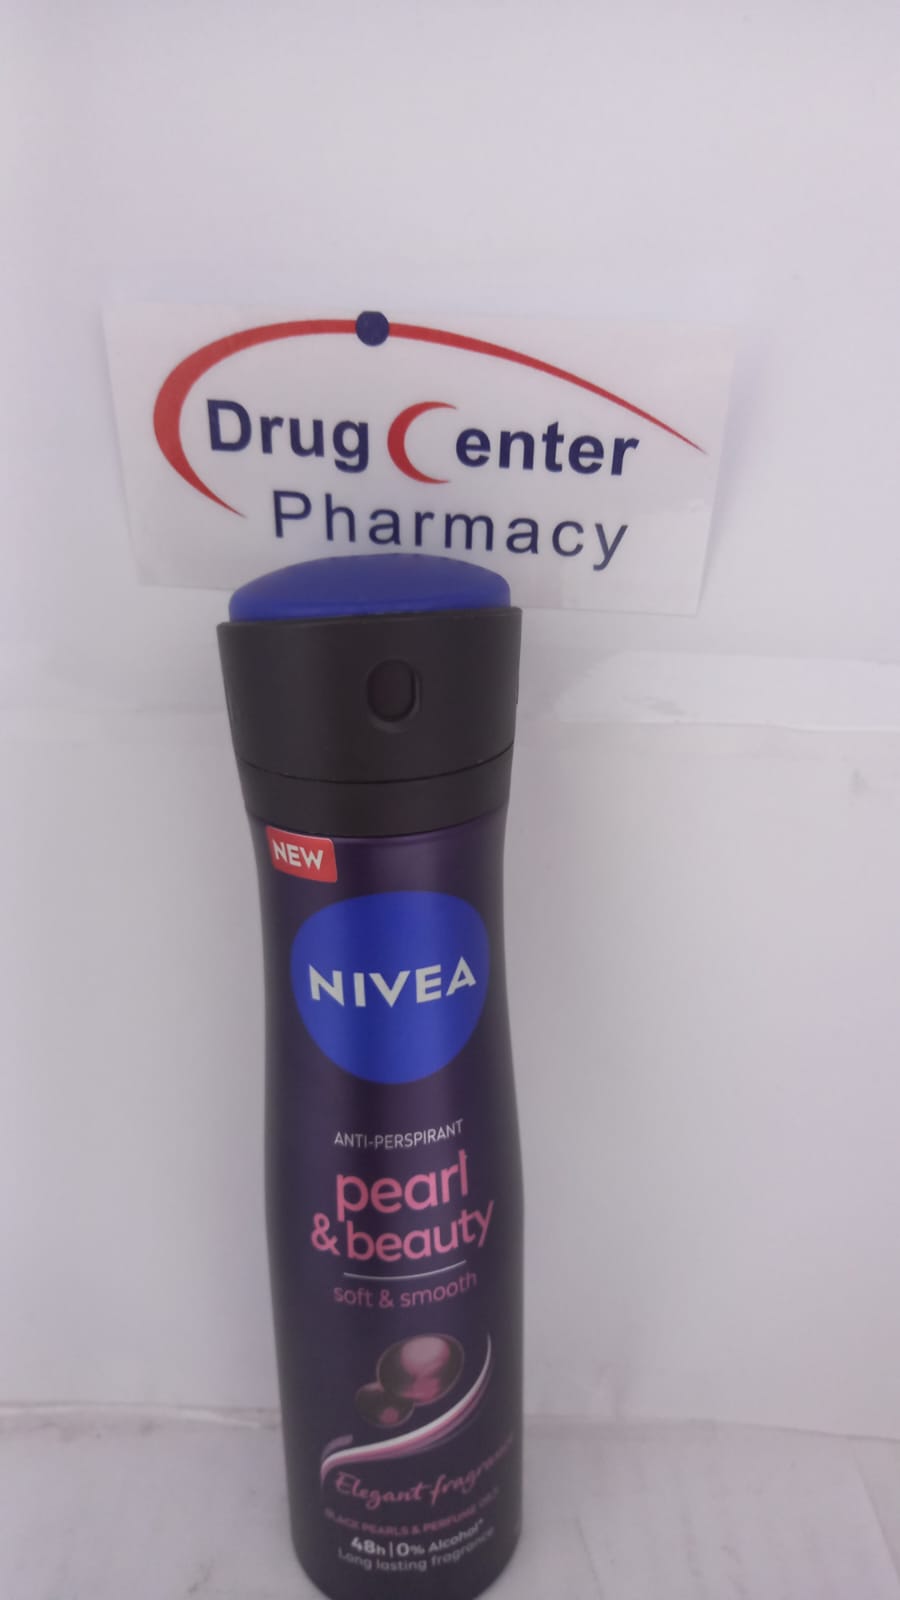 Drug Center
Pharmacy
NEW
NIVEA
ANTI-PERSPIRANT
pearl
& beauty
soft & smooth
Elegant fragrance
BLACK PEARLS & PERFUME OILS
48h | 0% Alcohol*
Long lasting fragrance